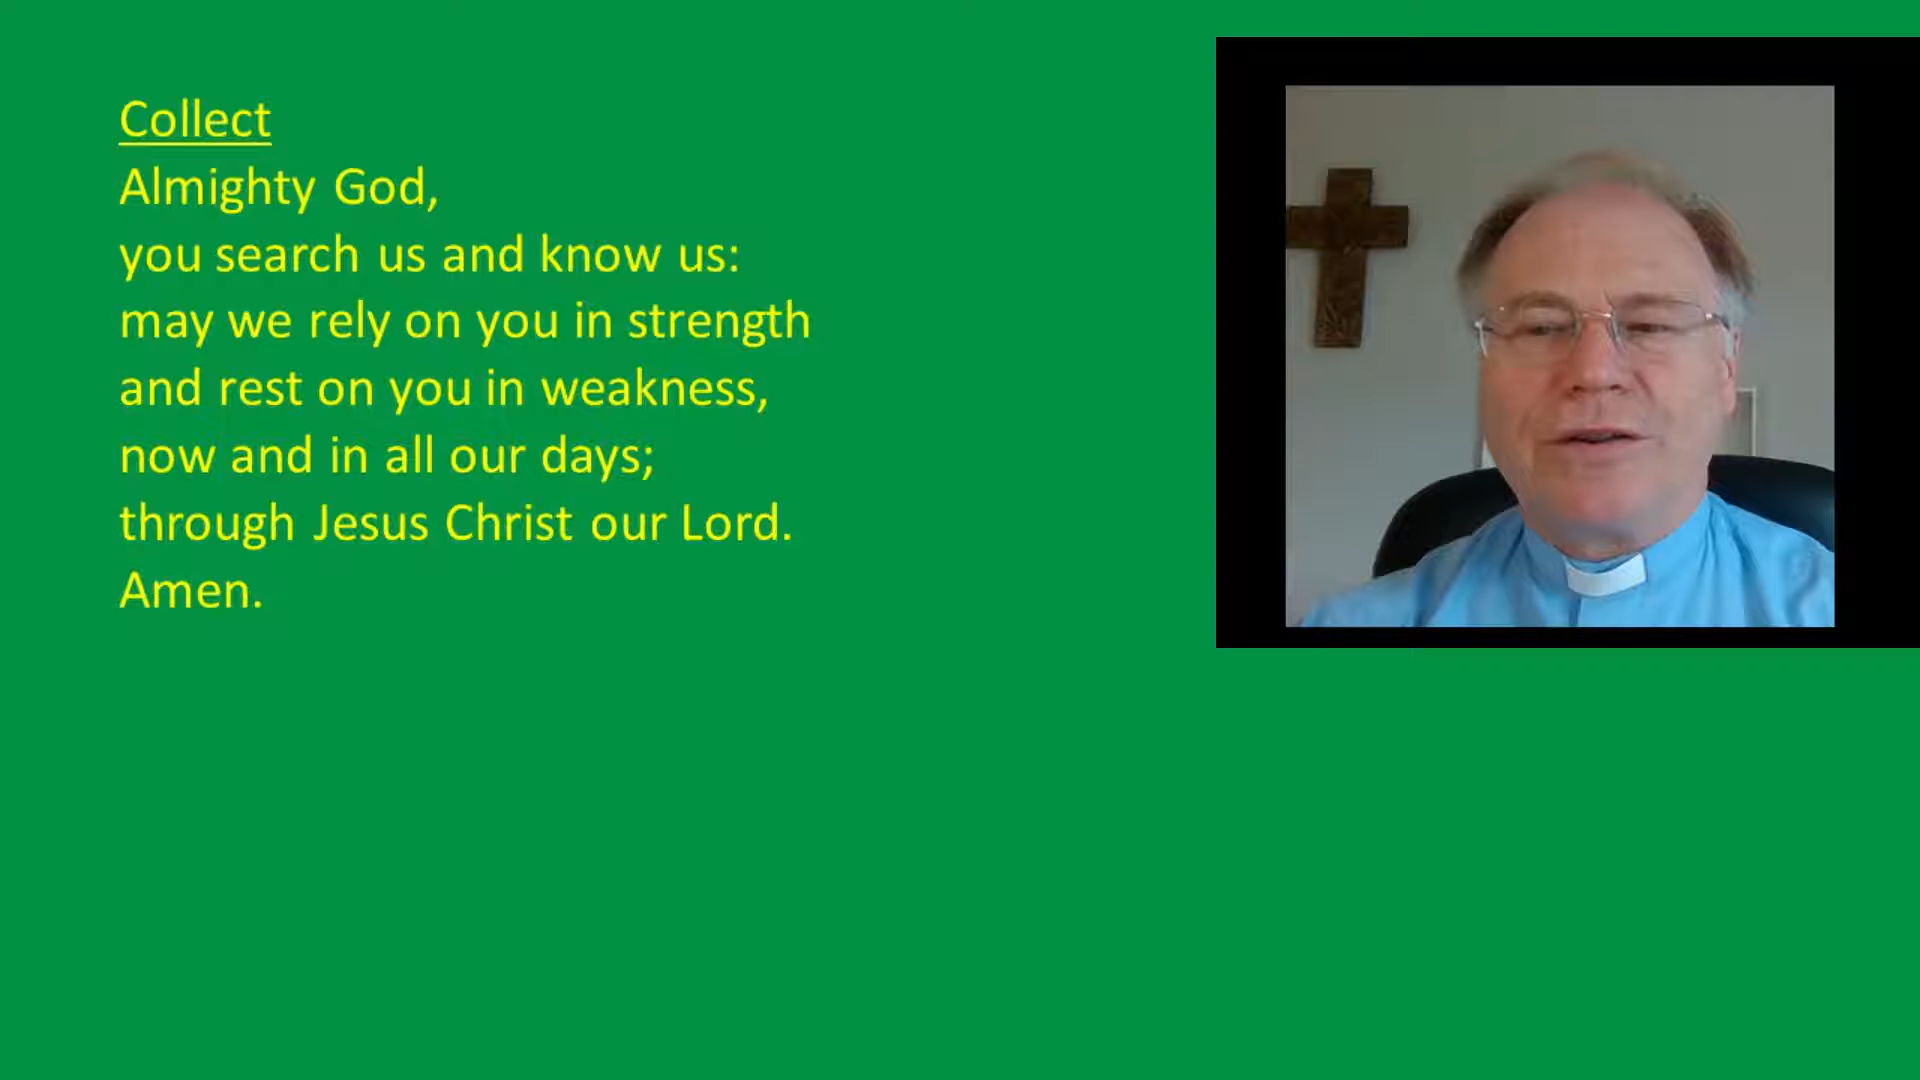 Collect
Almighty God,
you search us and know us:
may we rely on you in strength
and rest on you in weakness,
now and in all our days;
through Jesus Christ our Lord.
Amen.